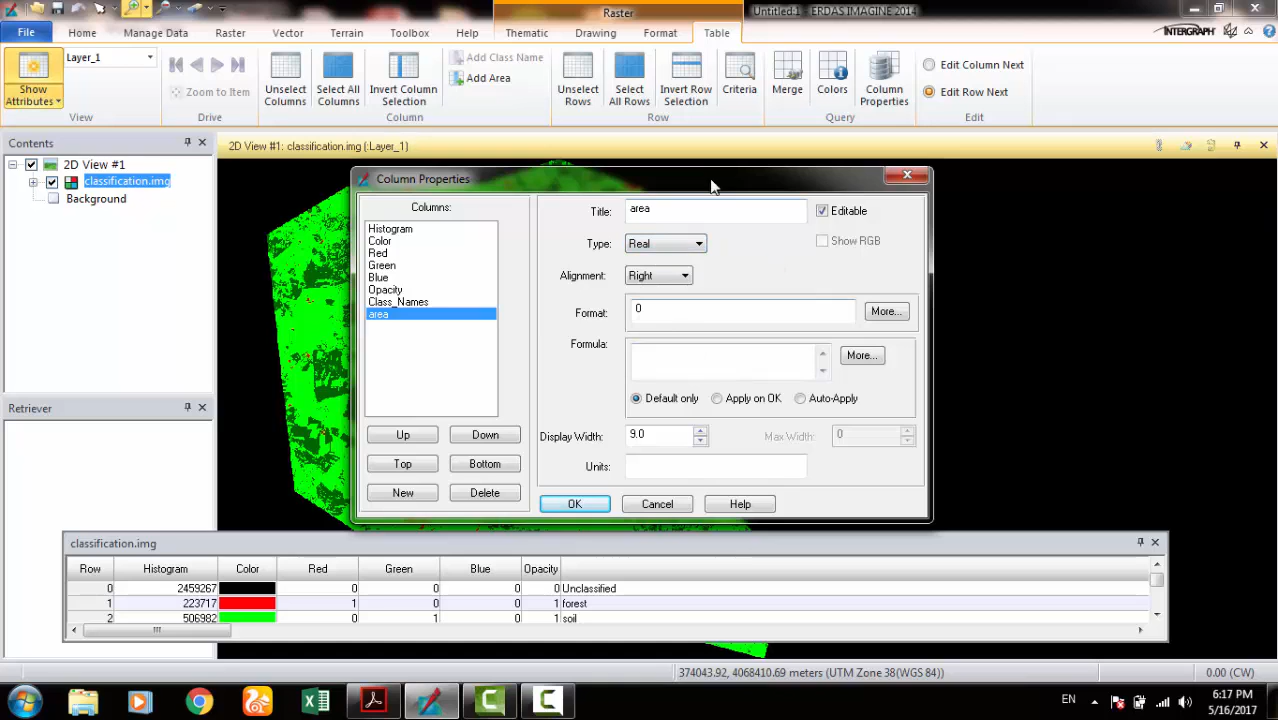 Raster
Untitled:1 - ERDAS IMAGINE 2014
File
Home
Manage Data
Raster
Vector
Terrain
Toolbox
Help
Thematic
Drawing
Format
Table
INTERGRAPH
Show Attributes
Layer_1
Zoom to Item
Unselect Columns
Select All Columns
Invert Column Selection
Add Class Name
Add Area
Unselect Rows
Select All Rows
Invert Row Selection
Criteria
Merge
Colors
Column Properties
Edit Column Next
Edit Row Next
View
Drive
Column
Row
Query
Edit
Contents
2D View #1
classification.img
Background
2D View #1: classification.img (:Layer_1)
Retriever
Column Properties
Columns:
Histogram
Color
Red
Green
Blue
Opacity
Class_Names
area
Up
Down
Top
Bottom
New
Delete
Title: area
Editable
Type: Real
Show RGB
Alignment: Right
Format: 0 More...
Formula: More...
Default only Apply on OK Auto-Apply
Display Width: 9.0 Max Width: 0
Units:
OK Cancel Help
classification.img
Row Histogram Color Red Green Blue Opacity
0 2459267 0 0 0 0 Unclassified
1 223717 1 0 0 1 forest
2 506982 0 1 0 1 soil
374043.92, 4068410.69 meters (UTM Zone 38(WGS 84))
0.00 (CW)
EN
6:17 PM
5/16/2017